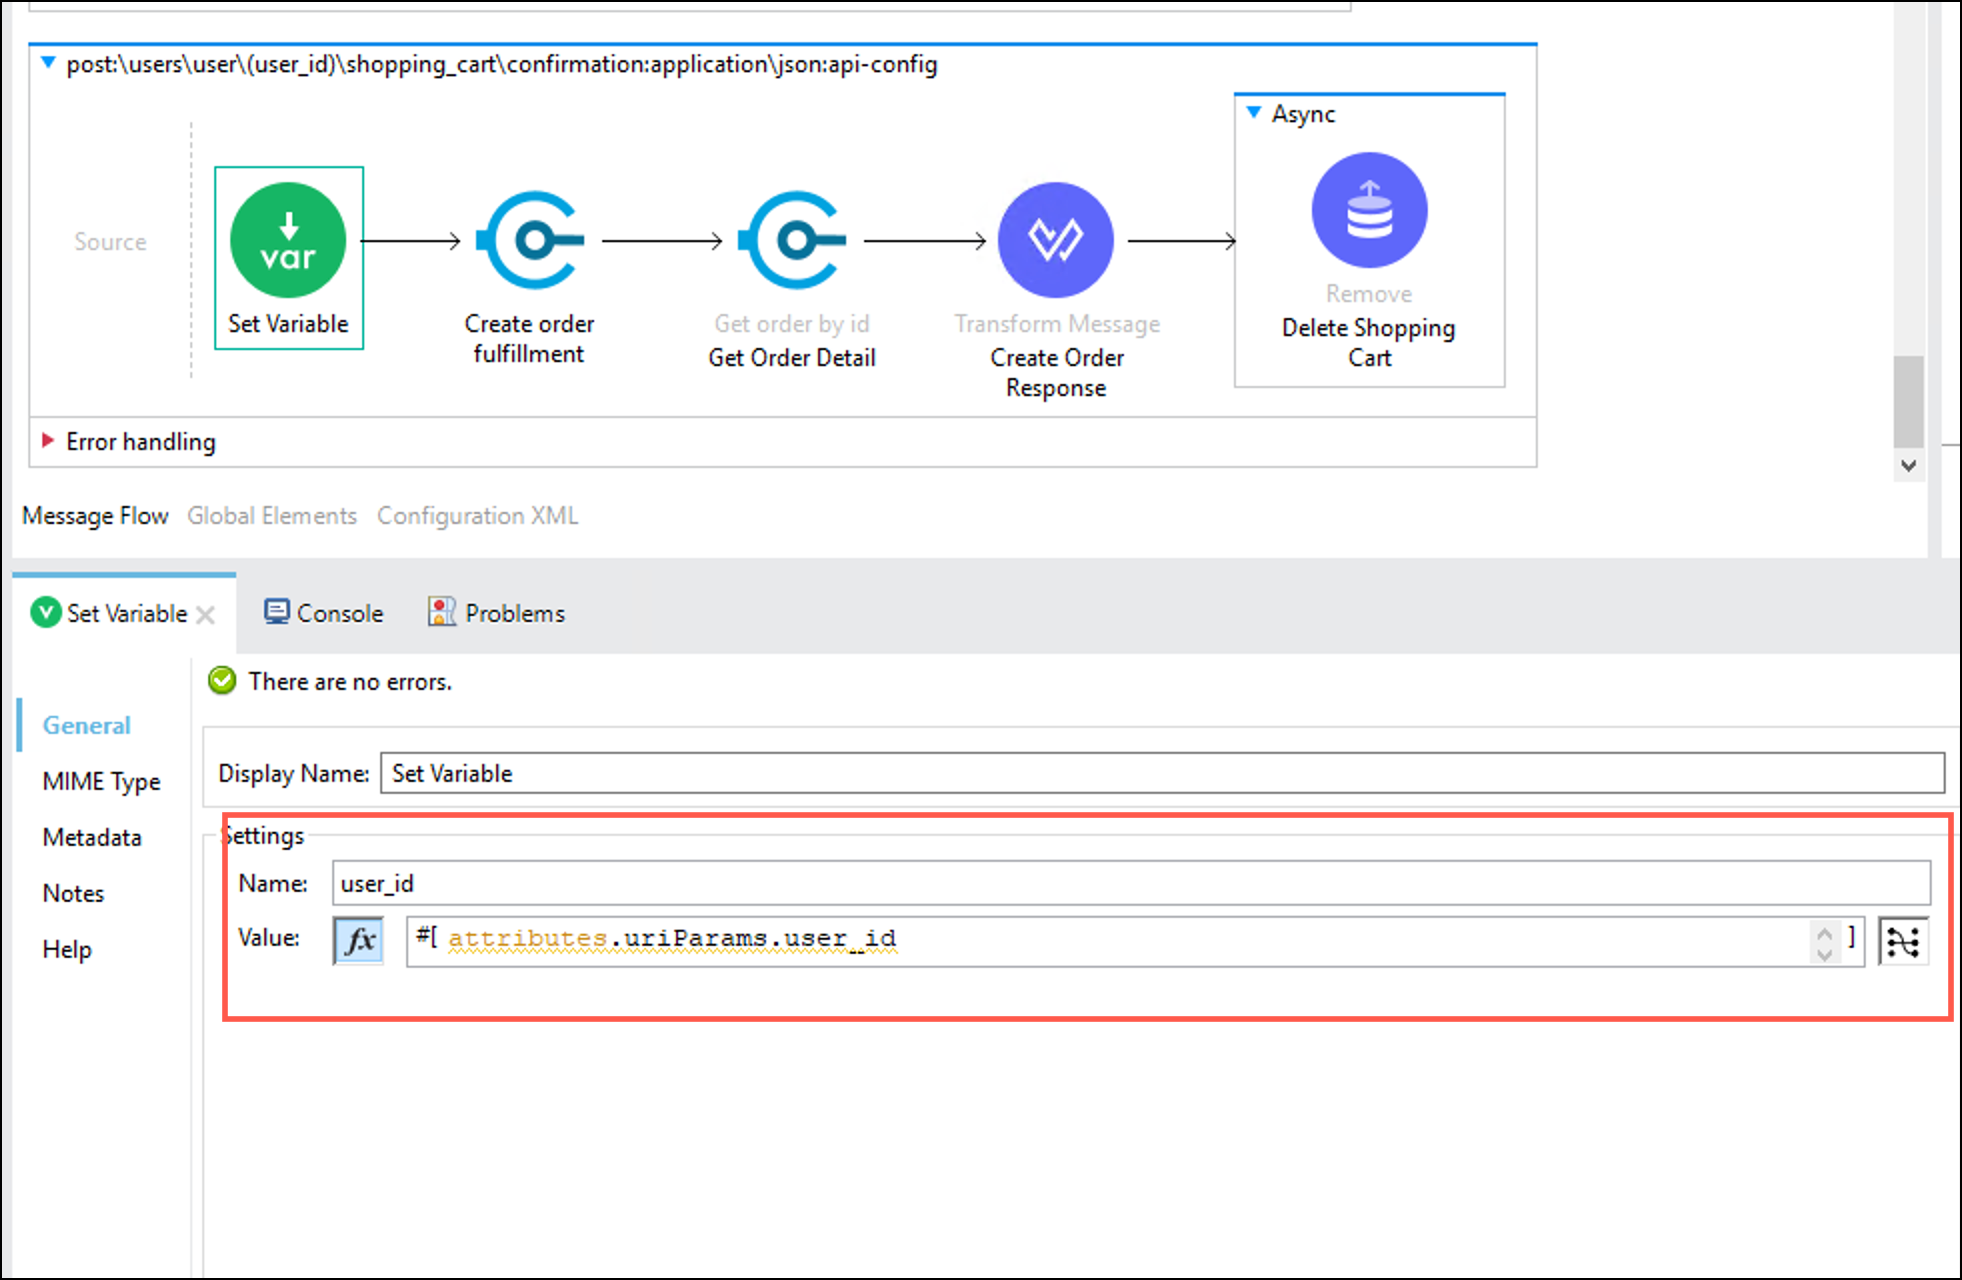 post:\users\user\(user_id)\shopping_cart\confirmation:application\json:api-config
Async
Source
var
Set Variable
Create order
fulfillment
Get order by id
Get Order Detail
Transform Message
Create Order
Response
Remove
Delete Shopping
Cart
Error handling
Message Flow Global Elements Configuration XML
V Set Variable Console Problems
There are no errors.
General
MIME Type
Metadata
Notes
Help
Display Name: Set Variable
Settings
Name: user_id
Value: fx #[ attributes.uriParams.user_id ]